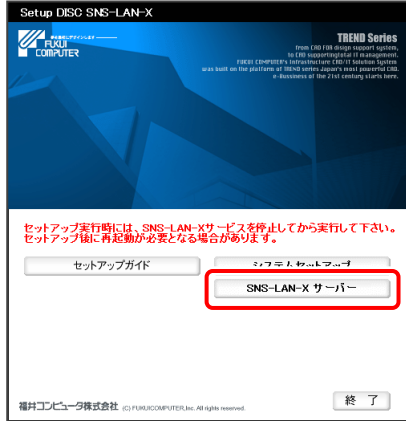 Setup DISC SNS-LAN-X
FUKUI
COMPUTER
TREND Series
from CAD FOR disign support system,
to CAD supportingtotal IT management.
FUKUI COMPUTER's Infrastructure CAD/IT Solution System
was built on the platform of TREND series Japan's most powerful CAD.
e-Bussiness of the 21st century starts here.
セットアップ実行時には、SNS-LAN-Xサービスを停止してから実行して下さい。
セットアップ後に再起動が必要となる場合があります。
セットアップガイド
システムセットアップ
SNS-LAN-X サーバー
福井コンピュータ株式会社 (C) FUKUICOMPUTER,Inc. All rights reserved.
終 了